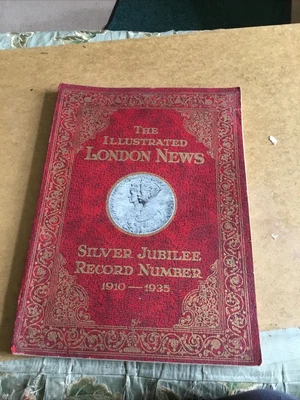 THE
ILLUSTRATED
LONDON NEWS
SILVER JUBILEE
RECORD NUMBER
1910—1935